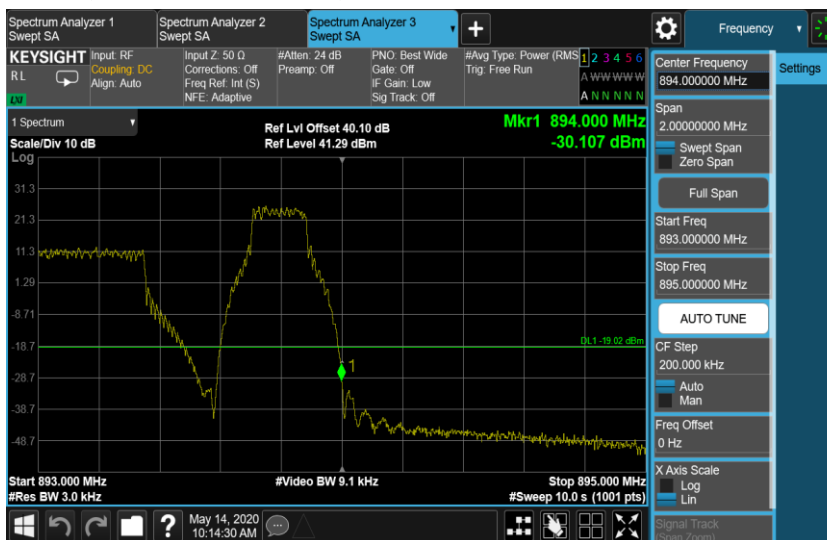 Spectrum Analyzer 1
Swept SA
Spectrum Analyzer 2
Swept SA
Spectrum Analyzer 3
Swept SA
Frequency
KEYSIGHT
RL
LXI
Input: RF
Coupling: DC
Align: Auto
Input Z: 50 Ω
Corrections: Off
Freq Ref: Int (S)
NFE: Adaptive
#Atten: 24 dB
Preamp: Off
PNO: Best Wide
Gate: Off
IF Gain: Low
Sig Track: Off
#Avg Type: Power (RMS
Trig: Free Run
1 2 3 4 5 6
A W W W W W
A N N N N N
1 Spectrum
Scale/Div 10 dB
Log
Ref Lvl Offset 40.10 dB
Ref Level 41.29 dBm
Mkr1 894.000 MHz
-30.107 dBm
31.3
21.3
11.3
1.29
-8.71
-18.7
-28.7
-38.7
-48.7
DL1 -19.02 dBm
1
Start 893.000 MHz
#Res BW 3.0 kHz
#Video BW 9.1 kHz
Stop 895.000 MHz
#Sweep 10.0 s (1001 pts)
May 14, 2020
10:14:30 AM
Center Frequency
894.000000 MHz
Span
2.00000000 MHz
Swept Span
Zero Span
Full Span
Start Freq
893.000000 MHz
Stop Freq
895.000000 MHz
AUTO TUNE
CF Step
200.000 kHz
Auto
Man
Freq Offset
0 Hz
X Axis Scale
Log
Lin
Signal Track
(Span Zoom)
Settings